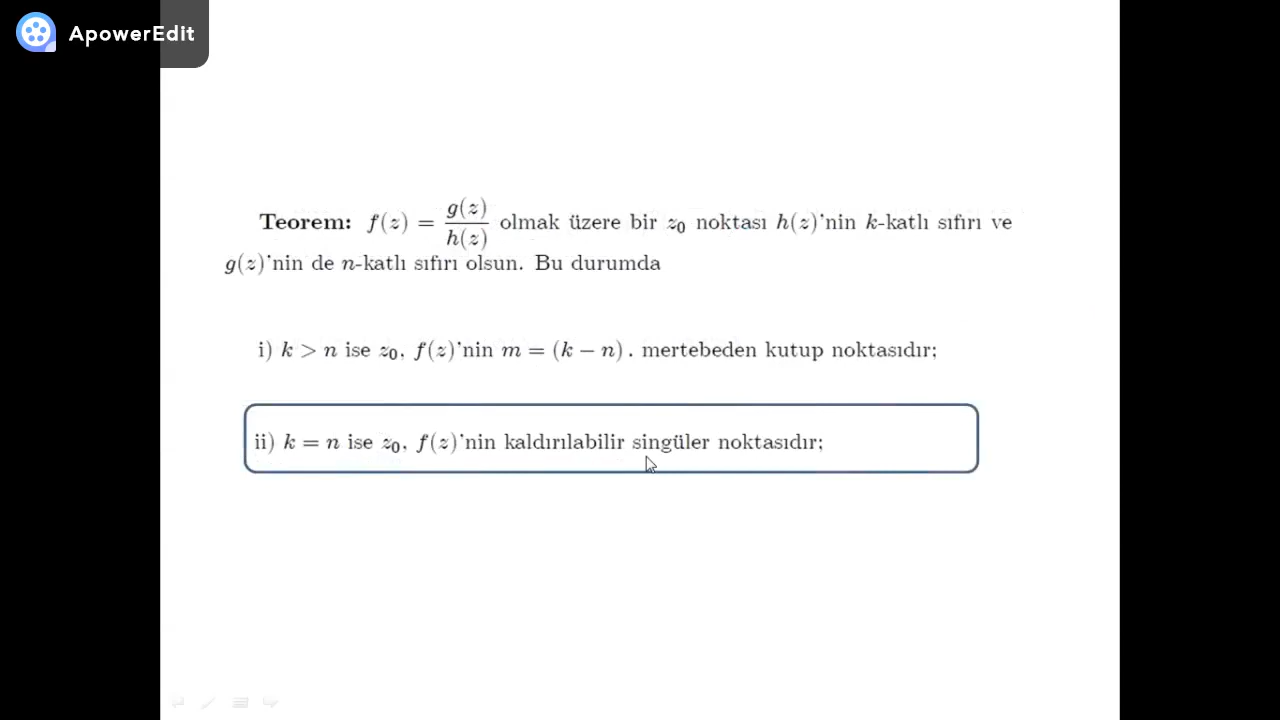 ApowerEdit
Teorem: f(z) = g(z)/h(z) olmak üzere bir z₀ noktası h(z)'nin k-katlı sıfırı ve
g(z)'nin de n-katlı sıfırı olsun. Bu durumda
i) k > n ise z₀, f(z)'nin m = (k − n). mertebeden kutup noktasıdır;
ii) k = n ise z₀, f(z)'nin kaldırılabilir singüler noktasıdır;